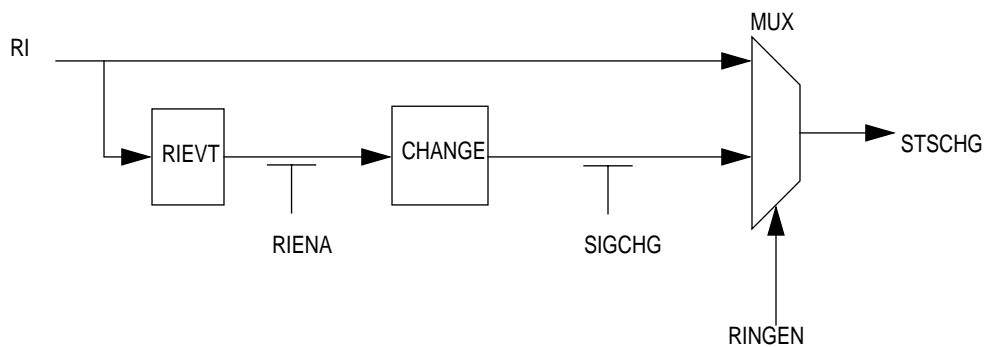 MUX
RI
RIEVT
CHANGE
STSCHG
RIENA
SIGCHG
RINGEN